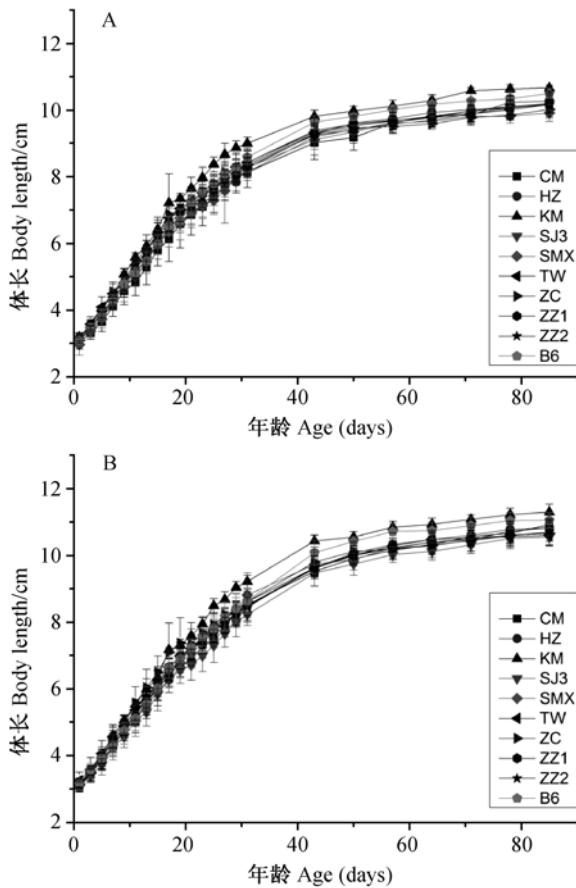 A
12
10
8
6
4
2
体长 Body length/cm
CM
HZ
KM
SJ3
SMX
TW
ZC
ZZ1
ZZ2
B6
0 20 40 60 80
年龄 Age (days)
B
12
10
8
6
4
2
体长 Body length/cm
CM
HZ
KM
SJ3
SMX
TW
ZC
ZZ1
ZZ2
B6
0 20 40 60 80
年龄 Age (days)